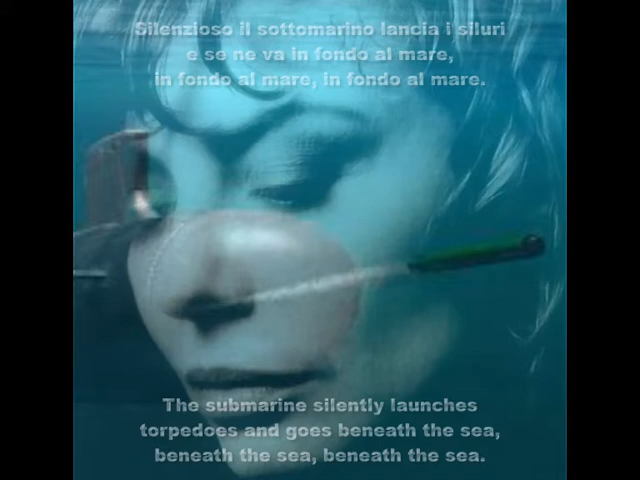 Silenzioso il sottomarino lancia i siluri
e se ne va in fondo al mare,
in fondo al mare, in fondo al mare.
The submarine silently launches
torpedoes and goes beneath the sea,
beneath the sea, beneath the sea.